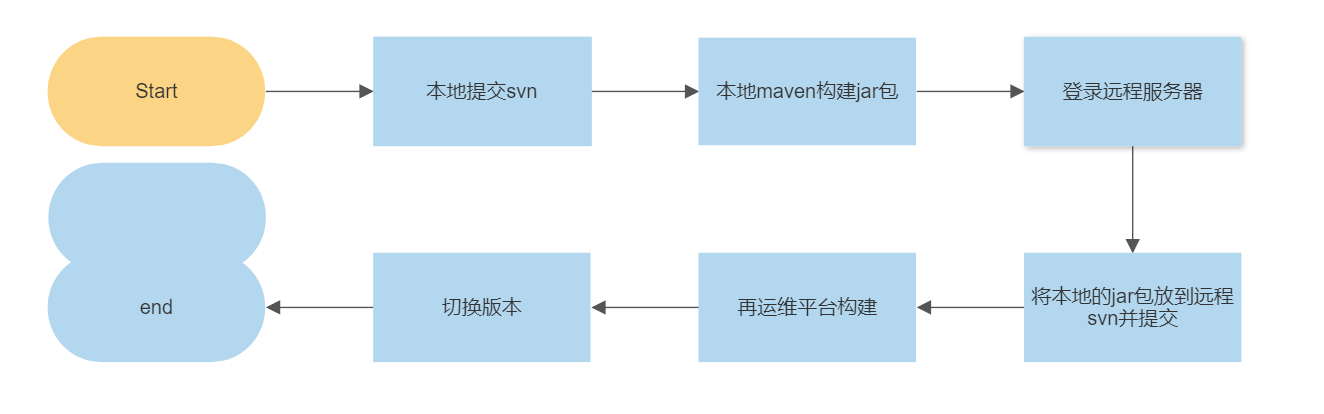 Start
本地提交svn
本地maven构建jar包
登录远程服务器
将本地的jar包放到远程
svn并提交
再运维平台构建
切换版本
end